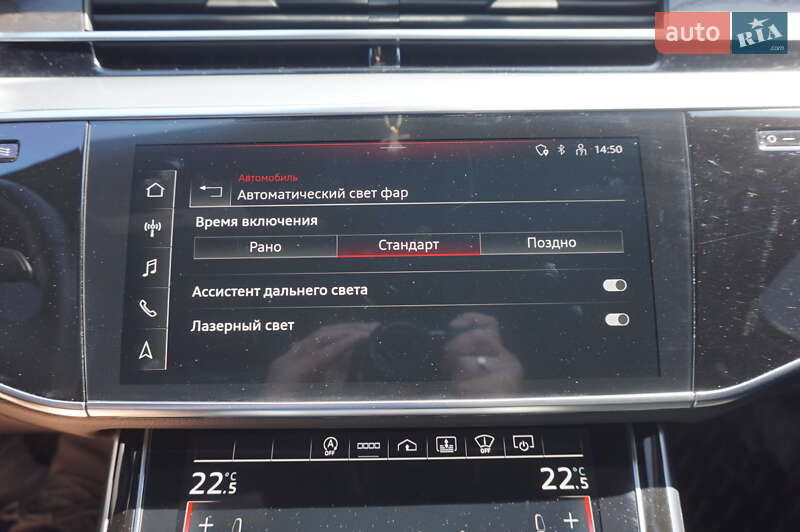 auto RIA
.com
14:50
Автомобиль
Автоматический свет фар
Время включения
Рано Стандарт Поздно
Ассистент дальнего света
Лазерный свет
A
OFF OFF
22.5 °C 22.5 °C
+ +